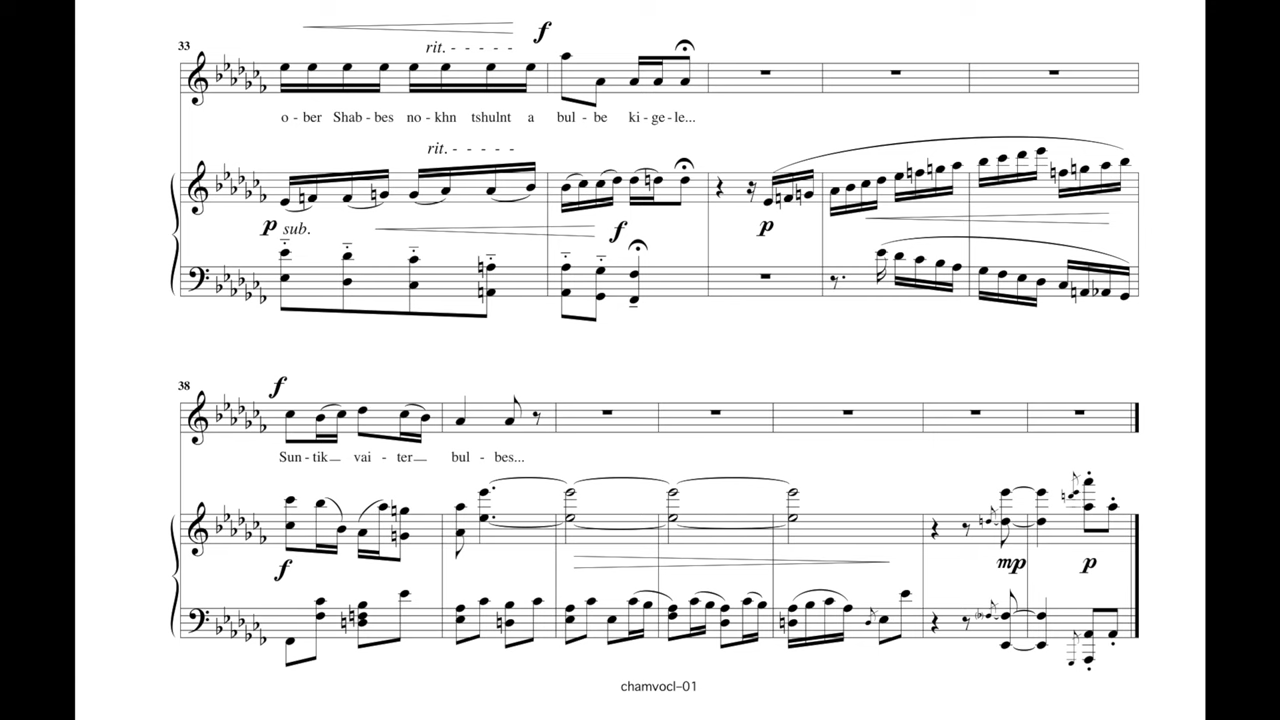 33
rit. - - - - -
f
o - ber Shab - bes no - khn tshulnt a bul - be ki - ge - le...
rit. - - - - -
p sub.
f
p
38
f
Sun - tik vai - ter bul - bes...
f
mp
p
chamvocl-01